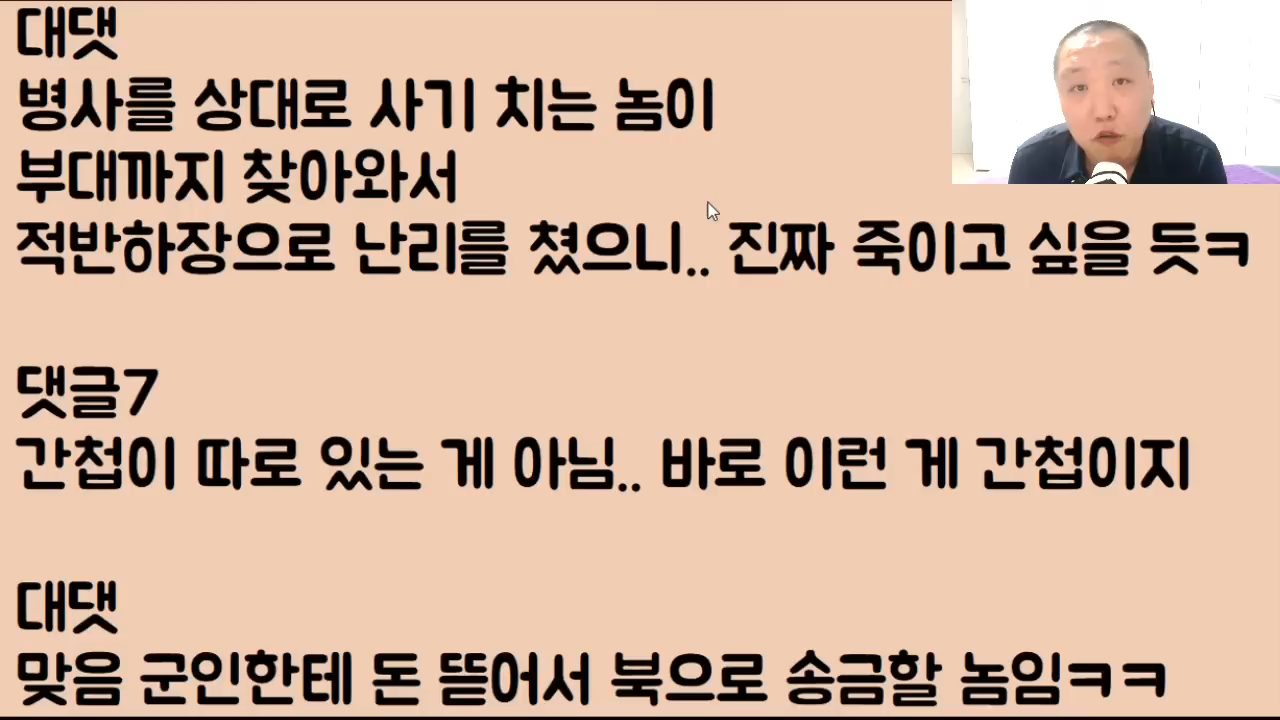 대댓
병사를 상대로 사기 치는 놈이
부대까지 찾아와서
적반하장으로 난리를 쳤으니.. 진짜 죽이고 싶을 듯ㅋ
댓글7
간첩이 따로 있는 게 아님.. 바로 이런 게 간첩이지
대댓
맞음 군인한테 돈 뜯어서 북으로 송금할 놈임ㅋㅋ